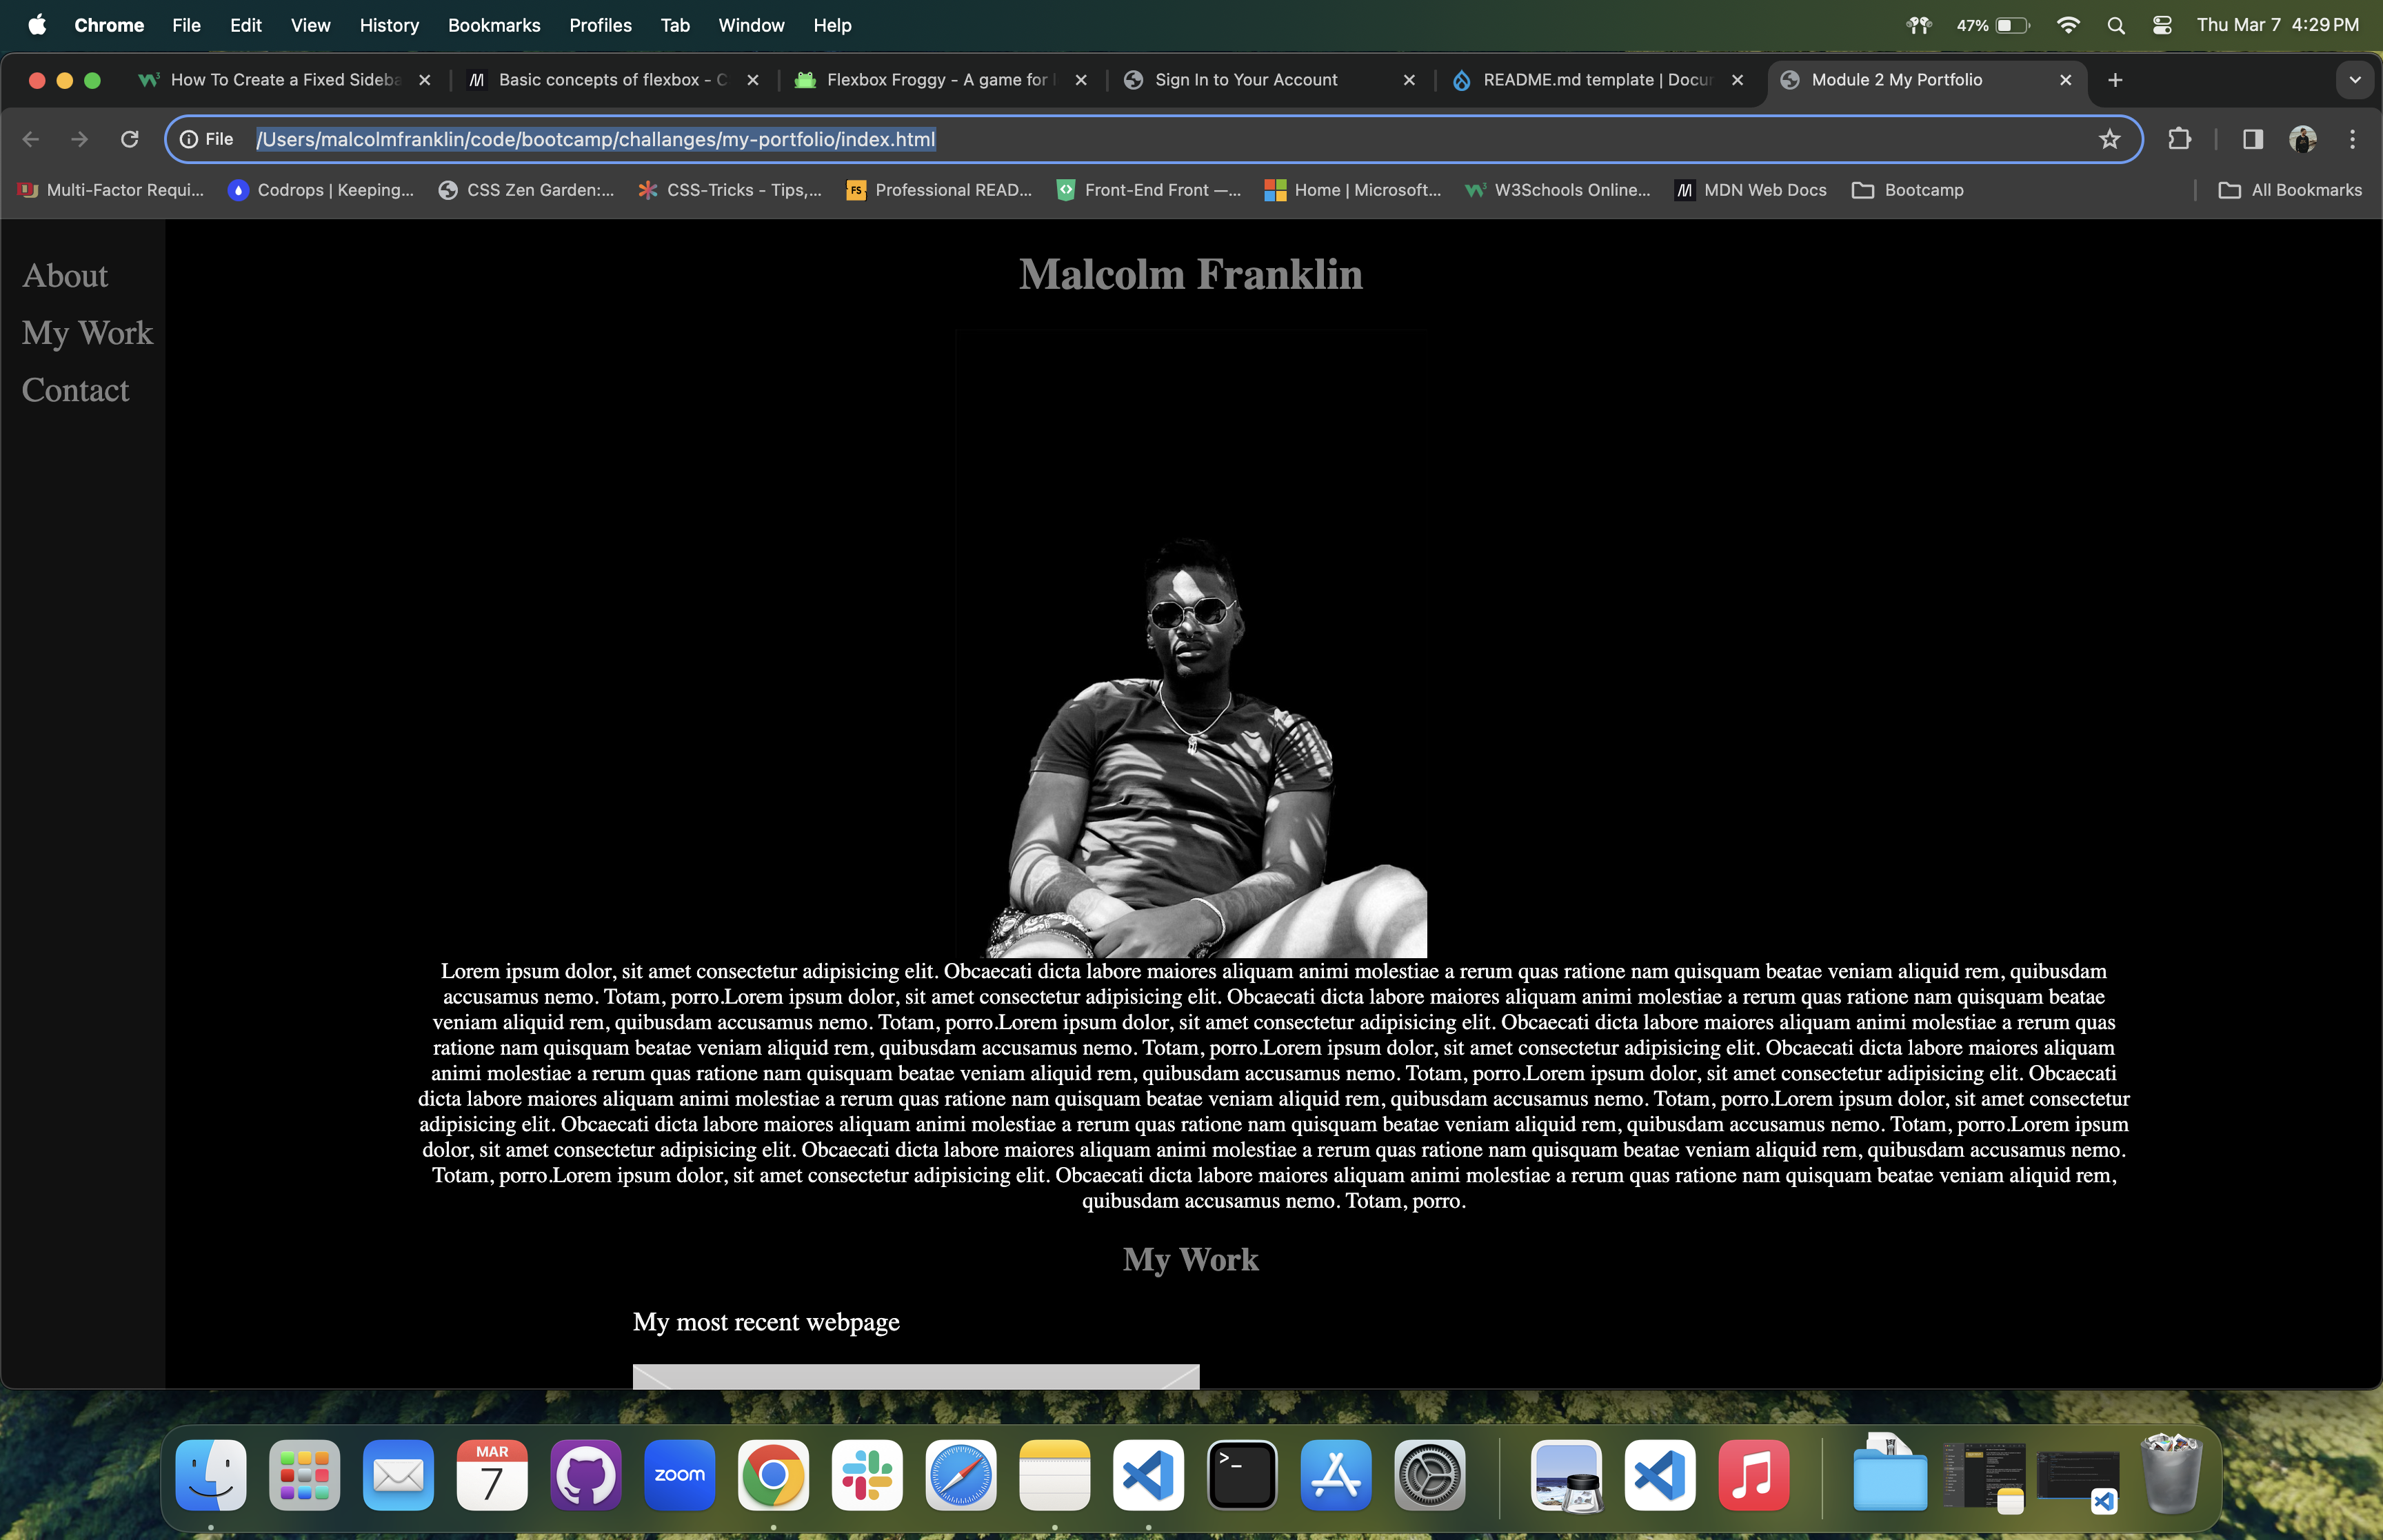 Chrome File Edit View History Bookmarks Profiles Tab Window Help 47% Thu Mar 7 4:29 PM
How To Create a Fixed Sideba Basic concepts of flexbox - C Flexbox Froggy - A game for Sign In to Your Account README.md template | Docu Module 2 My Portfolio
File /Users/malcolmfranklin/code/bootcamp/challanges/my-portfolio/index.html
Multi-Factor Requi... Codrops | Keeping... CSS Zen Garden:... CSS-Tricks - Tips,... FS Professional READ... Front-End Front —... Home | Microsoft... W3Schools Online... MDN Web Docs Bootcamp All Bookmarks
About
My Work
Contact
Malcolm Franklin
Lorem ipsum dolor, sit amet consectetur adipisicing elit. Obcaecati dicta labore maiores aliquam animi molestiae a rerum quas ratione nam quisquam beatae veniam aliquid rem, quibusdam
accusamus nemo. Totam, porro.Lorem ipsum dolor, sit amet consectetur adipisicing elit. Obcaecati dicta labore maiores aliquam animi molestiae a rerum quas ratione nam quisquam beatae
veniam aliquid rem, quibusdam accusamus nemo. Totam, porro.Lorem ipsum dolor, sit amet consectetur adipisicing elit. Obcaecati dicta labore maiores aliquam animi molestiae a rerum quas
ratione nam quisquam beatae veniam aliquid rem, quibusdam accusamus nemo. Totam, porro.Lorem ipsum dolor, sit amet consectetur adipisicing elit. Obcaecati dicta labore maiores aliquam
animi molestiae a rerum quas ratione nam quisquam beatae veniam aliquid rem, quibusdam accusamus nemo. Totam, porro.Lorem ipsum dolor, sit amet consectetur adipisicing elit. Obcaecati
dicta labore maiores aliquam animi molestiae a rerum quas ratione nam quisquam beatae veniam aliquid rem, quibusdam accusamus nemo. Totam, porro.Lorem ipsum dolor, sit amet consectetur
adipisicing elit. Obcaecati dicta labore maiores aliquam animi molestiae a rerum quas ratione nam quisquam beatae veniam aliquid rem, quibusdam accusamus nemo. Totam, porro.Lorem ipsum
dolor, sit amet consectetur adipisicing elit. Obcaecati dicta labore maiores aliquam animi molestiae a rerum quas ratione nam quisquam beatae veniam aliquid rem, quibusdam accusamus nemo.
Totam, porro.Lorem ipsum dolor, sit amet consectetur adipisicing elit. Obcaecati dicta labore maiores aliquam animi molestiae a rerum quas ratione nam quisquam beatae veniam aliquid rem,
quibusdam accusamus nemo. Totam, porro.
My Work
My most recent webpage
MAR
7
zoom